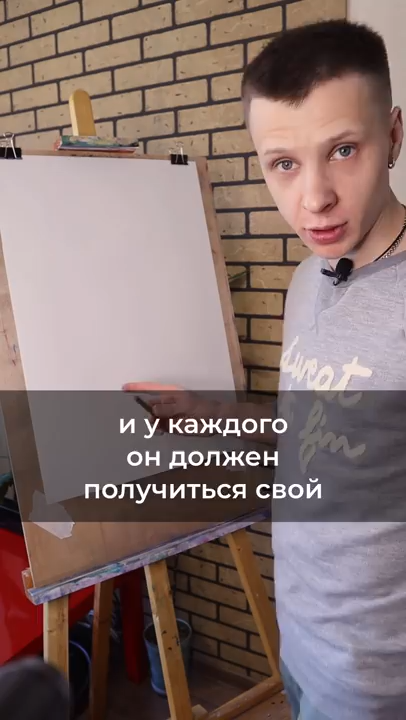 и у каждого
он должен
получиться свой